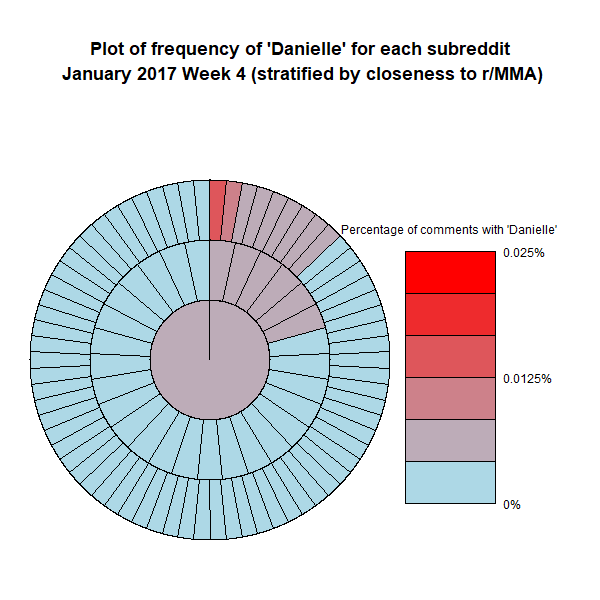 Plot of frequency of 'Danielle' for each subreddit
January 2017 Week 4 (stratified by closeness to r/MMA)
Percentage of comments with 'Danielle'
0.025%
0.0125%
0%